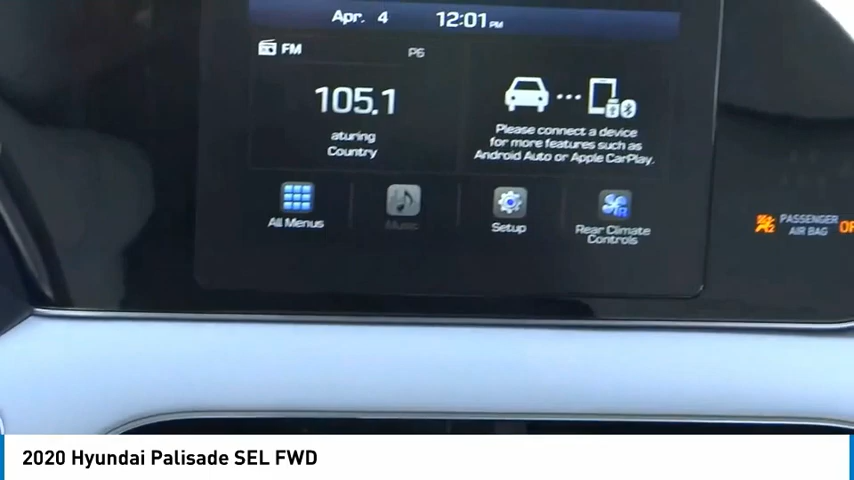 Apr. 4 12:01 PM
FM
P6
105.1
aturing
Country
Please connect a device
for more features such as
Android Auto or Apple CarPlay.
All Menus
Music
Setup
Rear Climate
Controls
R
PASSENGER
AIR BAG
OF
2020 Hyundai Palisade SEL FWD